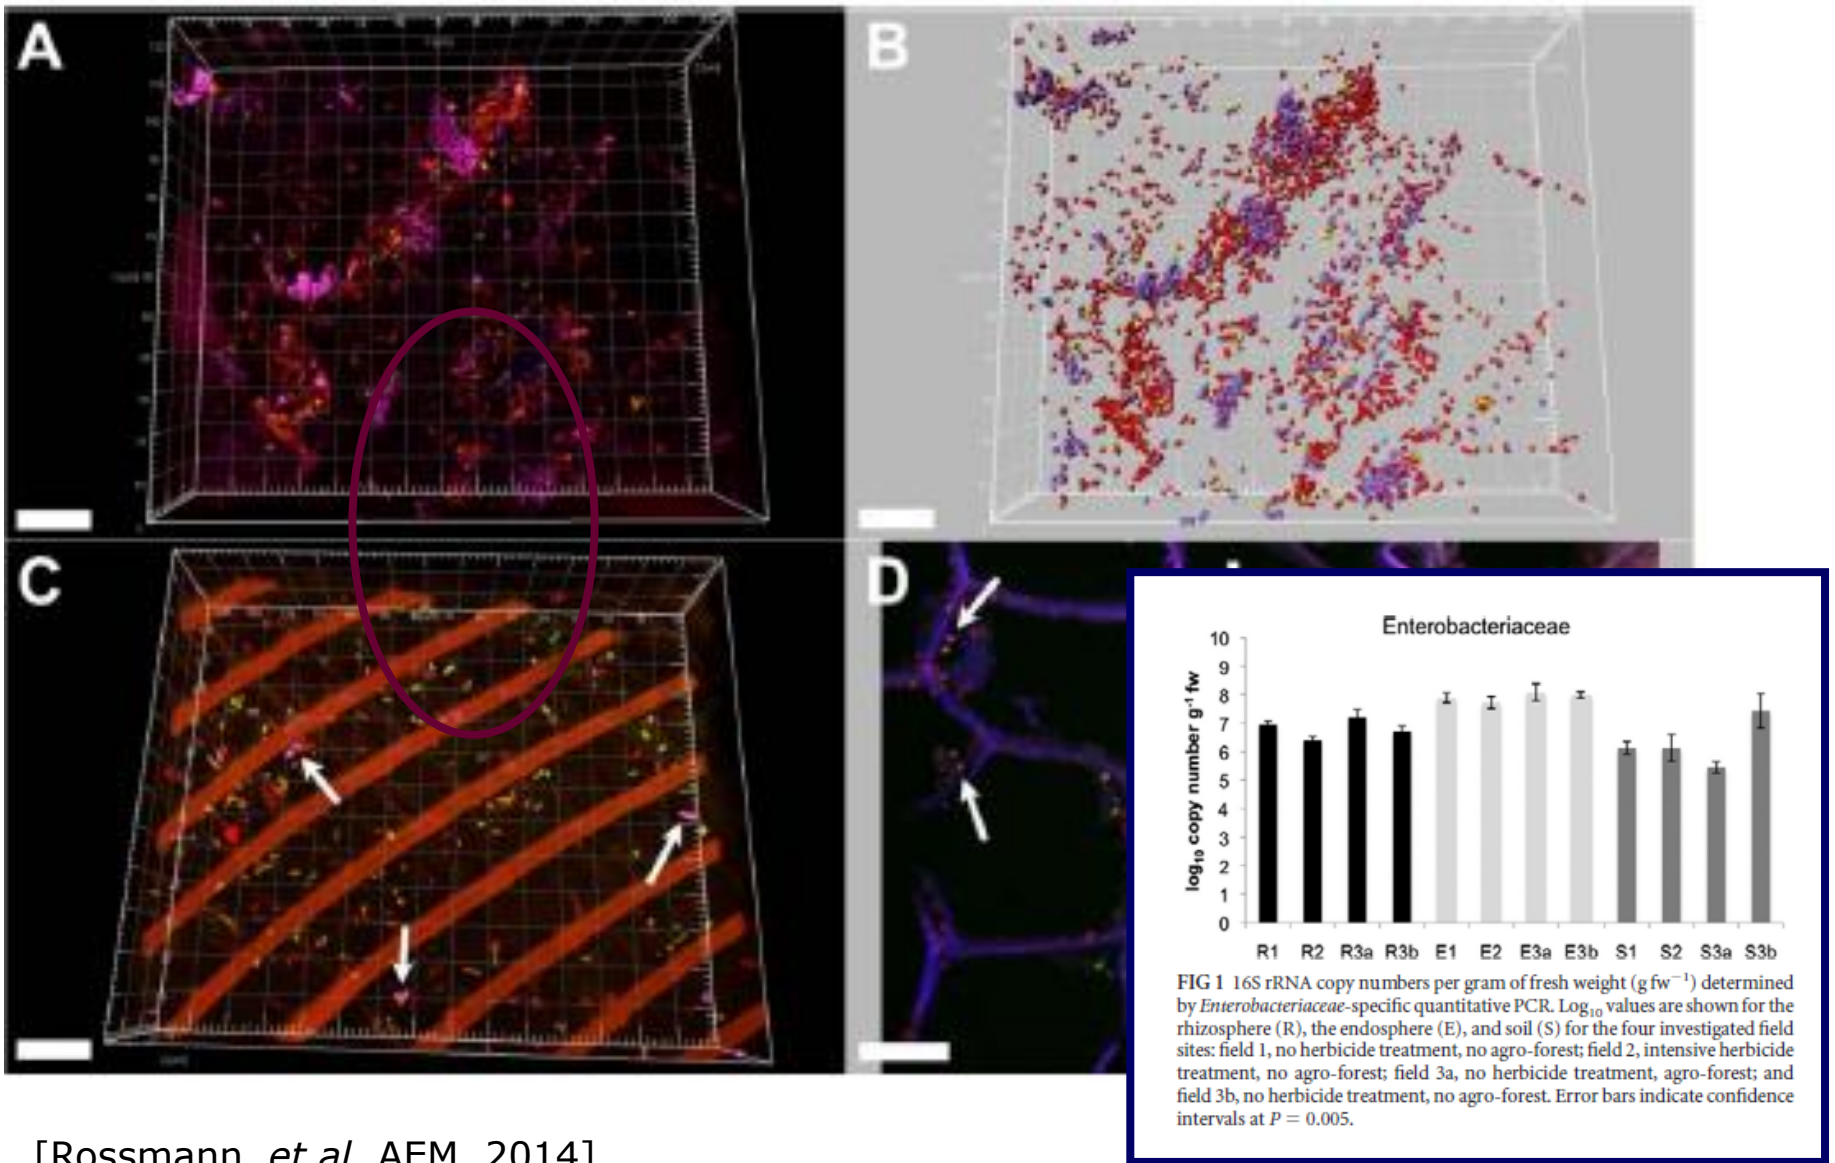 A
B
C
D
Enterobacteriaceae
log₁₀ copy number g⁻¹ fw
10
9
8
7
6
5
4
3
2
1
0
R1 R2 R3a R3b E1 E2 E3a E3b S1 S2 S3a S3b
FIG 1 16S rRNA copy numbers per gram of fresh weight (g fw⁻¹) determined
by Enterobacteriaceae-specific quantitative PCR. Log₁₀ values are shown for the
rhizosphere (R), the endosphere (E), and soil (S) for the four investigated field
sites: field 1, no herbicide treatment, no agro-forest; field 2, intensive herbicide
treatment, no agro-forest; field 3a, no herbicide treatment, agro-forest; and
field 3b, no herbicide treatment, no agro-forest. Error bars indicate confidence
intervals at P = 0.005.
[Rossmann et al. AEM, 2014]